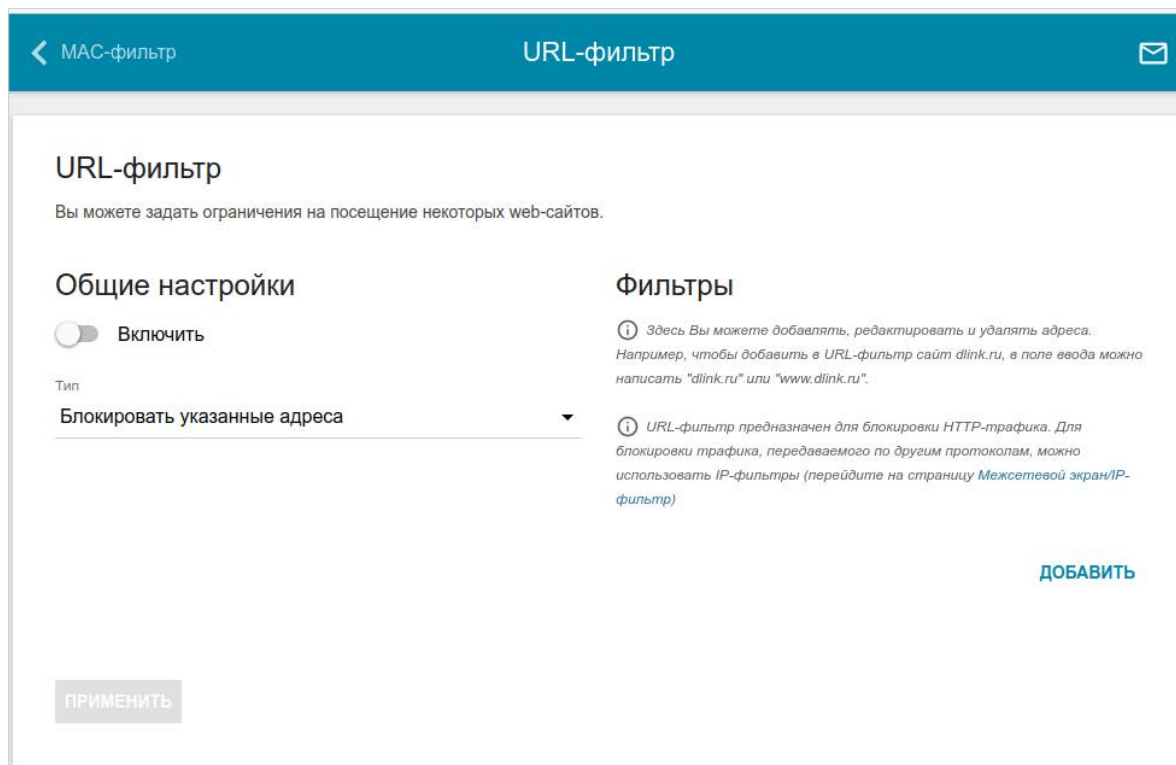 МАС-фильтр
URL-фильтр
URL-фильтр
Вы можете задать ограничения на посещение некоторых web-сайтов.
Общие настройки
Включить
Тип
Блокировать указанные адреса
Фильтры
Здесь Вы можете добавлять, редактировать и удалять адреса.
Например, чтобы добавить в URL-фильтр сайт dlink.ru, в поле ввода можно
написать "dlink.ru" или "www.dlink.ru".
URL-фильтр предназначен для блокировки HTTP-трафика. Для
блокировки трафика, передаваемого по другим протоколам, можно
использовать IP-фильтры (перейдите на страницу Межсетевой экран/IP-
фильтр)
ДОБАВИТЬ
ПРИМЕНИТЬ